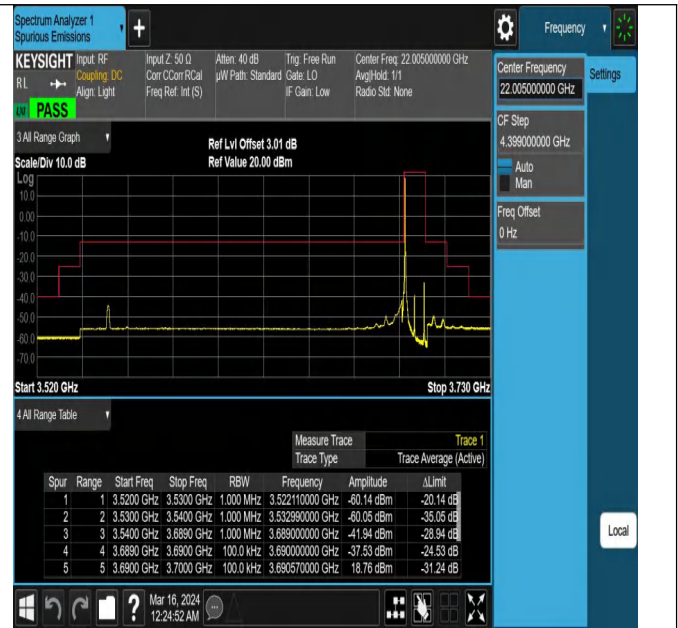 Spectrum Analyzer 1
Spurious Emissions
Frequency
KEYSIGHT Input: RF Input Z: 50 Ω Atten: 40 dB Trig: Free Run Center Freq: 22.005000000 GHz
RL Coupling: DC Corr CCorr RCal µW Path: Standard Gate: LO Avg|Hold: 1/1
Align: Light Freq Ref: Int (S) IF Gain: Low Radio Std: None
PASS
Center Frequency
22.005000000 GHz
Settings
CF Step
4.399000000 GHz
Auto
Man
Freq Offset
0 Hz
3 All Range Graph
Ref Lvl Offset 3.01 dB
Scale/Div 10.0 dB Ref Value 20.00 dBm
Log
10.0
0.00
-10.0
-20.0
-30.0
-40.0
-50.0
-60.0
-70.0
Start 3.520 GHz Stop 3.730 GHz
4 All Range Table
Measure Trace Trace 1
Trace Type Trace Average (Active)
Spur Range Start Freq Stop Freq RBW Frequency Amplitude ΔLimit
1 1 3.5200 GHz 3.5300 GHz 1.000 MHz 3.522110000 GHz -60.14 dBm -20.14 dB
2 2 3.5300 GHz 3.5400 GHz 1.000 MHz 3.532990000 GHz -60.05 dBm -35.05 dB
3 3 3.5400 GHz 3.6890 GHz 1.000 MHz 3.689000000 GHz -41.94 dBm -28.94 dB
4 4 3.6890 GHz 3.6900 GHz 100.0 kHz 3.690000000 GHz -37.53 dBm -24.53 dB
5 5 3.6900 GHz 3.7000 GHz 100.0 kHz 3.690570000 GHz 18.76 dBm -31.24 dB
Local
Mar 16, 2024
12:24:52 AM